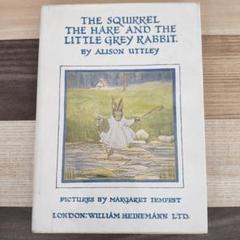 THE SQUIRREL
THE HARE AND THE
LITTLE GREY RABBIT.
BY ALISON UTTLEY
PICTURES BY MARGARET TEMPEST
LONDON: WILLIAM HEINEMANN LTD.